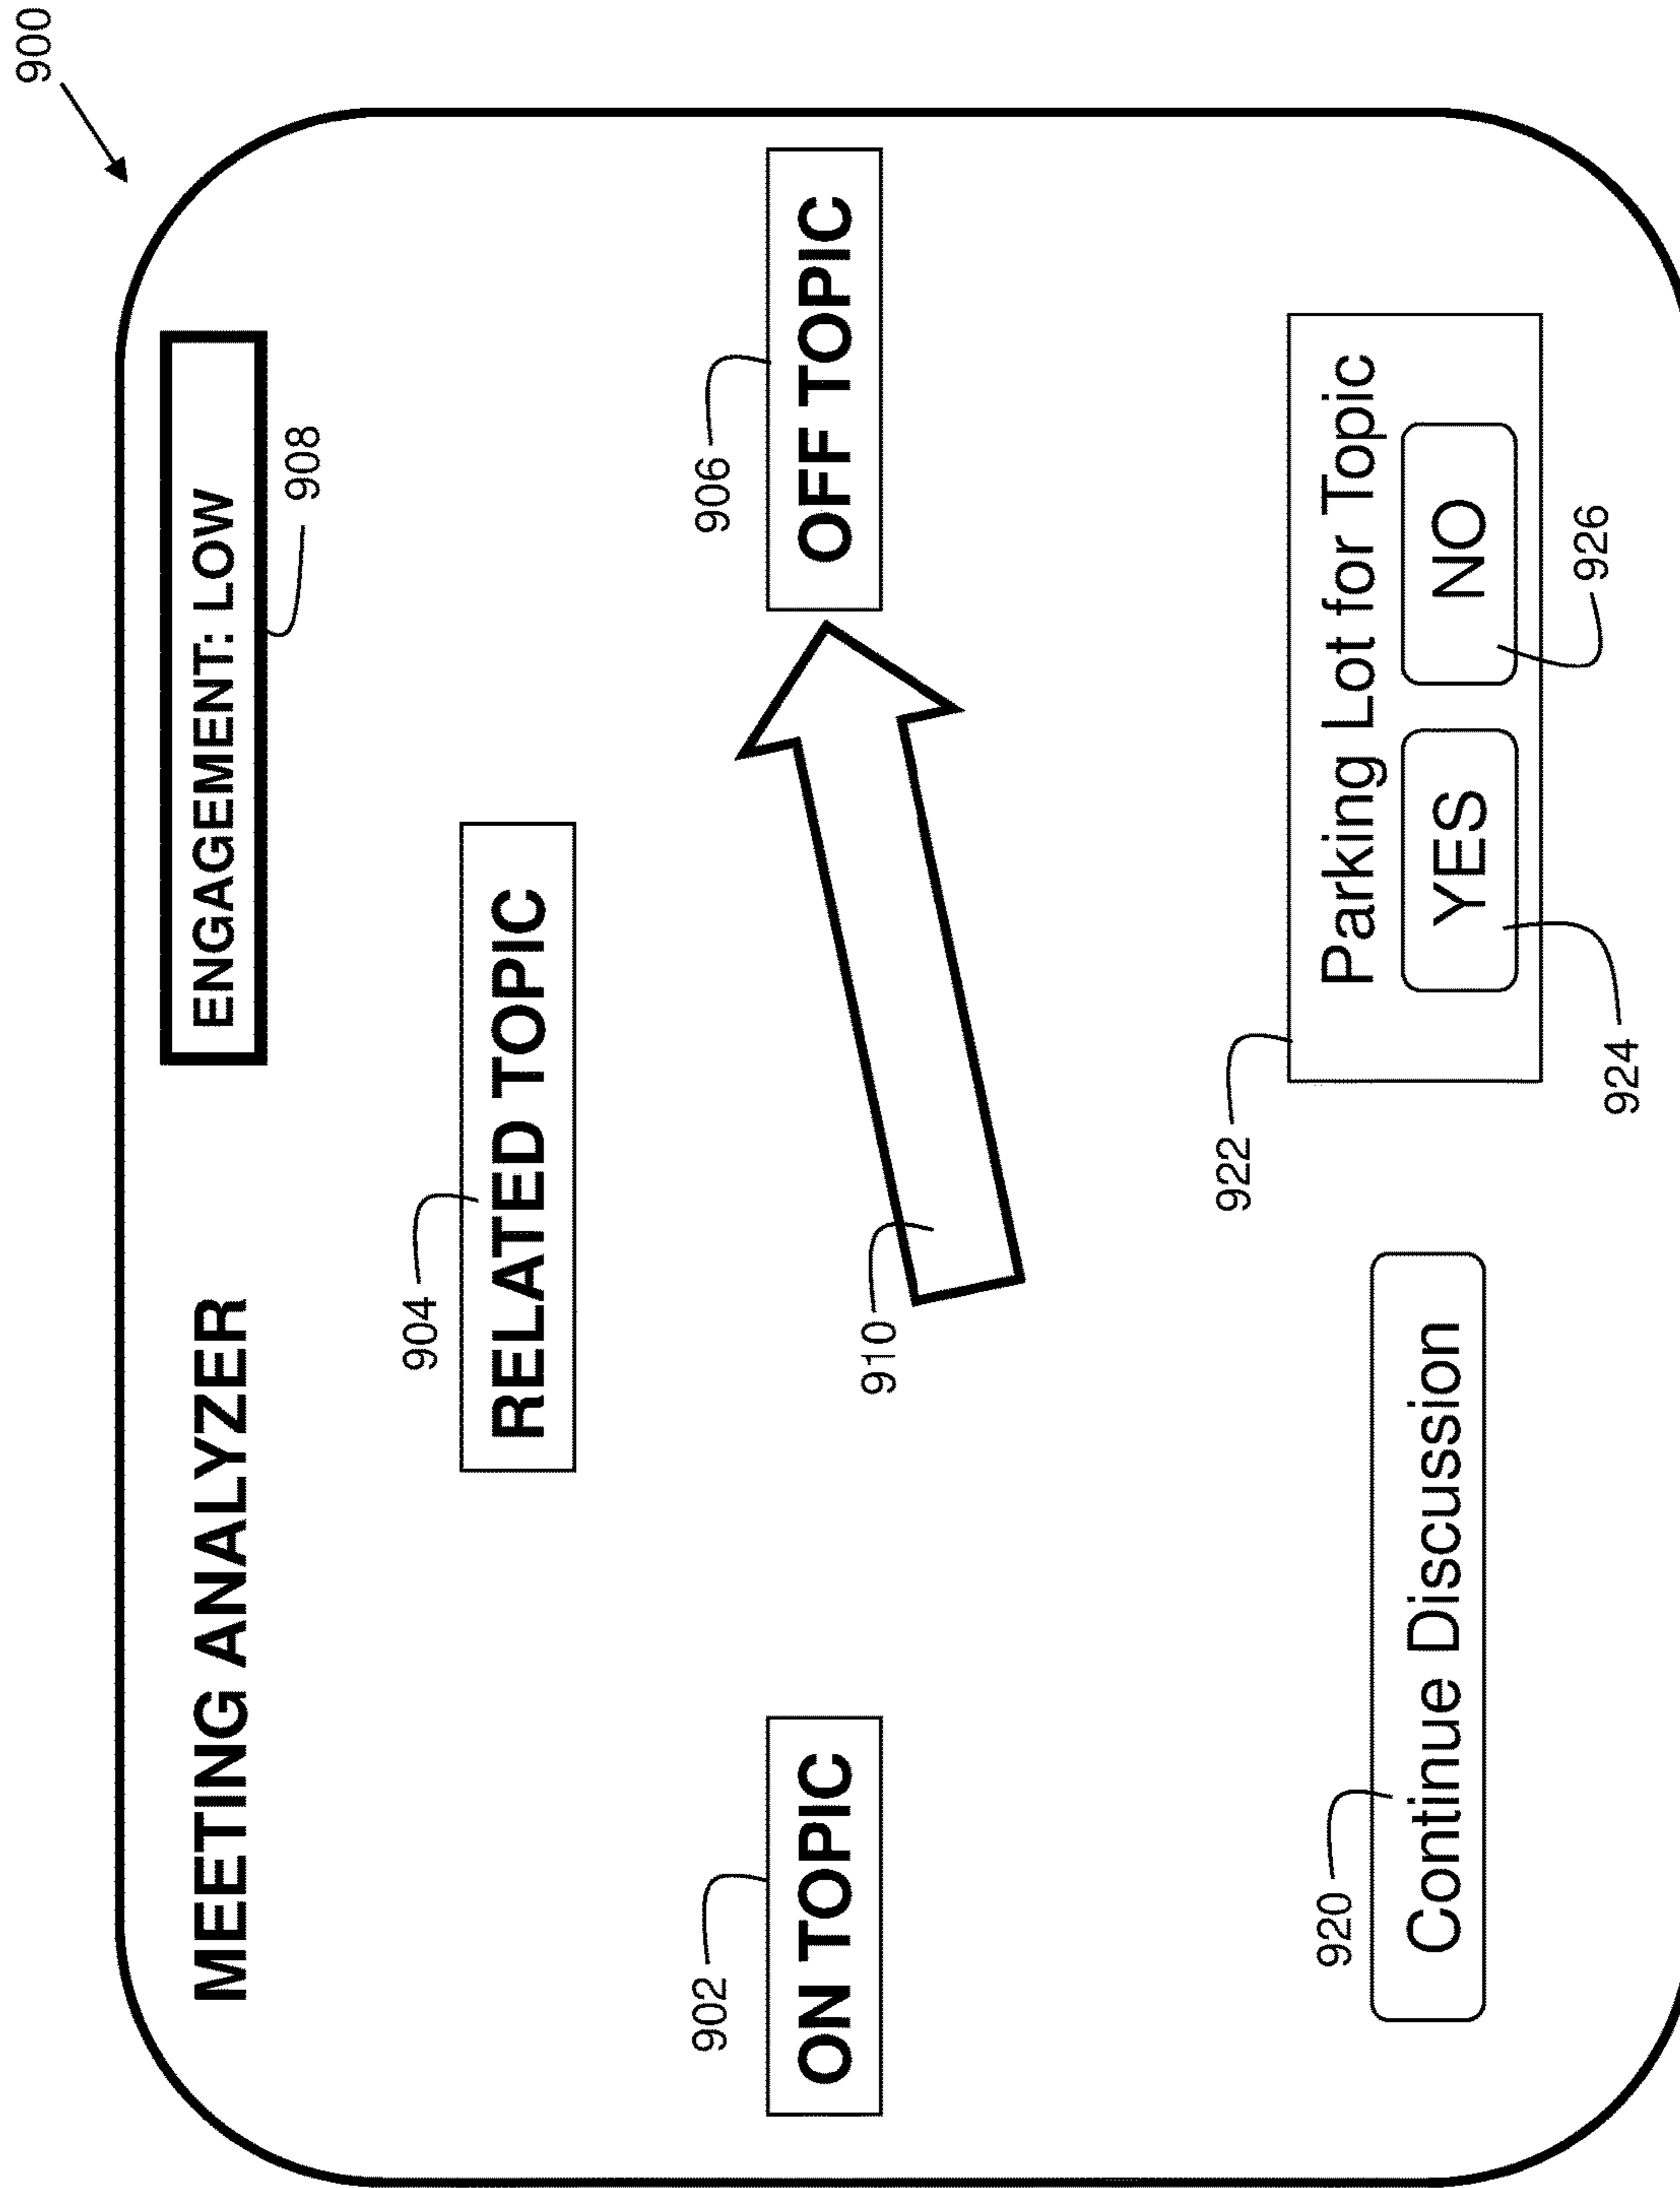 900
MEETING ANALYZER
ENGAGEMENT: LOW
908
904
RELATED TOPIC
902
906
ON TOPIC
OFF TOPIC
910
922
920
Continue Discussion
Parking Lot for Topic
YES
NO
924
926